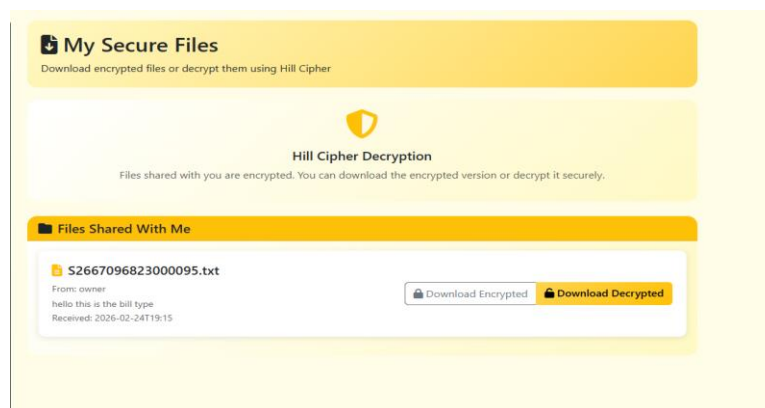 My Secure Files
Download encrypted files or decrypt them using Hill Cipher
Hill Cipher Decryption
Files shared with you are encrypted. You can download the encrypted version or decrypt it securely.
Files Shared With Me
S2667096823000095.txt
From: owner
hello this is the bill type
Received: 2026-02-24T19:15
Download Encrypted Download Decrypted